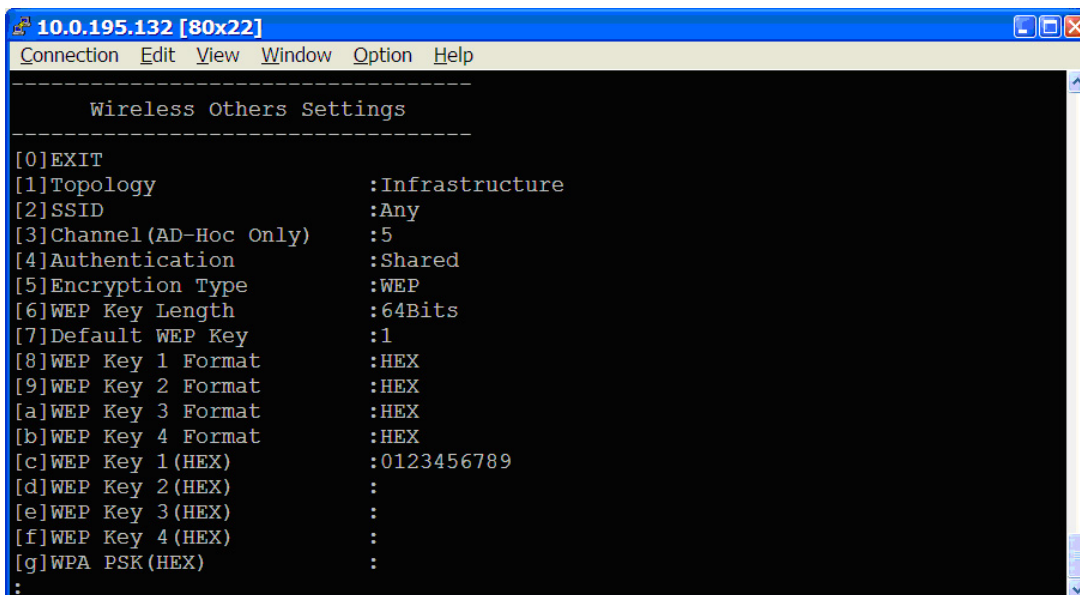 10.0.195.132 [80x22]
Connection Edit View Window Option Help
-----------------------------------
Wireless Others Settings
-----------------------------------
[0]EXIT
[1]Topology :Infrastructure
[2]SSID :Any
[3]Channel(AD-Hoc Only) :5
[4]Authentication :Shared
[5]Encryption Type :WEP
[6]WEP Key Length :64Bits
[7]Default WEP Key :1
[8]WEP Key 1 Format :HEX
[9]WEP Key 2 Format :HEX
[a]WEP Key 3 Format :HEX
[b]WEP Key 4 Format :HEX
[c]WEP Key 1(HEX) :0123456789
[d]WEP Key 2(HEX) :
[e]WEP Key 3(HEX) :
[f]WEP Key 4(HEX) :
[g]WPA PSK(HEX) :
: